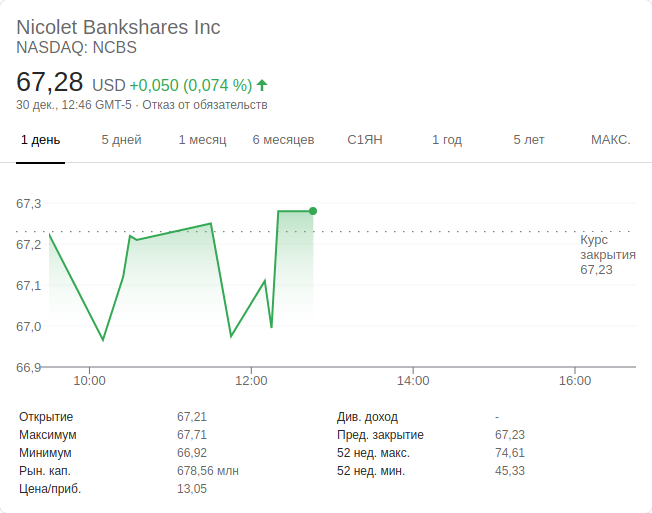 Nicolet Bankshares Inc
NASDAQ: NCBS
67,28 USD +0,050 (0,074 %)
30 дек., 12:46 GMT-5 · Отказ от обязательств
1 день 5 дней 1 месяц 6 месяцев С1ЯН 1 год 5 лет МАКС.
67,3
67,2
67,1
67,0
66,9
Курс
закрытия
67,23
10:00 12:00 14:00 16:00
Открытие 67,21 Див. доход -
Максимум 67,71 Пред. закрытие 67,23
Минимум 66,92 52 нед. макс. 74,61
Рын. кап. 678,56 млн 52 нед. мин. 45,33
Цена/приб. 13,05